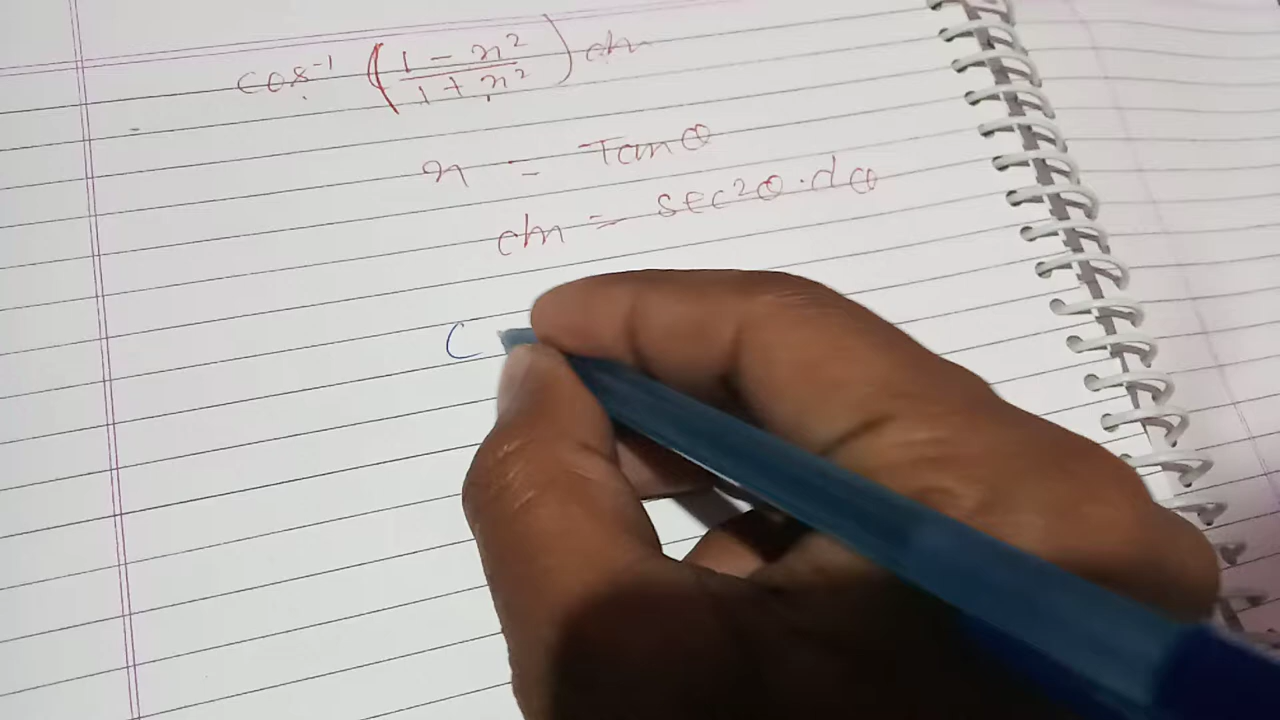 cos⁻¹ (1 - x² / 1 + x²) dx
x = Tanθ
dx = sec²θ·dθ
C